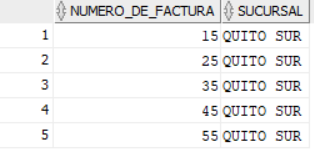 NUMERO_DE_FACTURA SUCURSAL
1 15 QUITO SUR
2 25 QUITO SUR
3 35 QUITO SUR
4 45 QUITO SUR
5 55 QUITO SUR